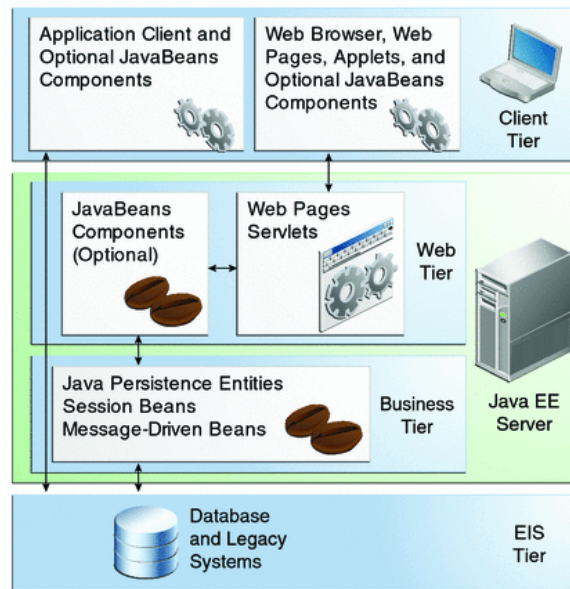 Application Client and
Optional JavaBeans
Components
Web Browser, Web
Pages, Applets, and
Optional JavaBeans
Components
Client
Tier
JavaBeans
Components
(Optional)
Web Pages
Servlets
Web
Tier
Java Persistence Entities
Session Beans
Message-Driven Beans
Business
Tier
Java EE
Server
Database
and Legacy
Systems
EIS
Tier